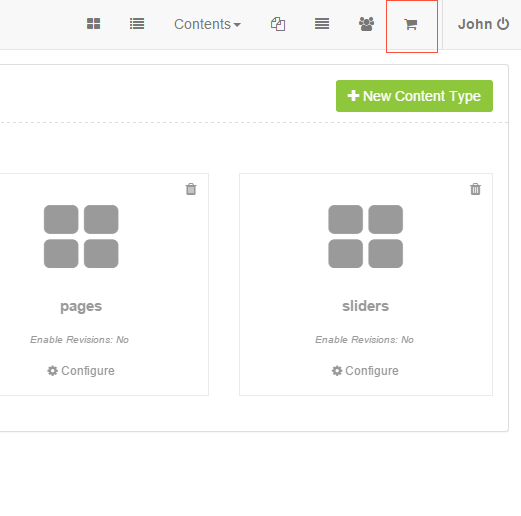 Contents
John
New Content Type
pages
sliders
Enable Revisions: No
Enable Revisions: No
Configure
Configure